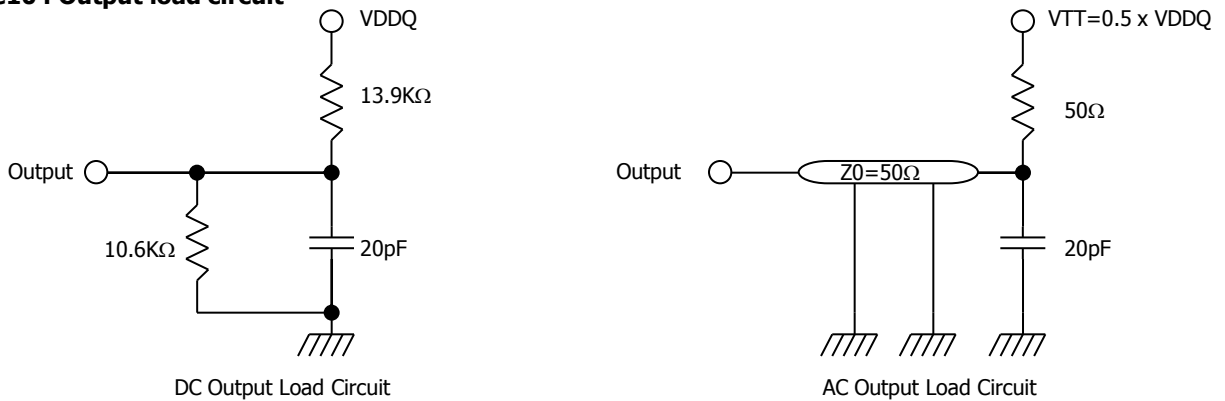 Output load circuit
VDDQ
13.9KΩ
Output
10.6KΩ
20pF
DC Output Load Circuit
VTT=0.5 x VDDQ
50Ω
Output
Z0=50Ω
20pF
AC Output Load Circuit